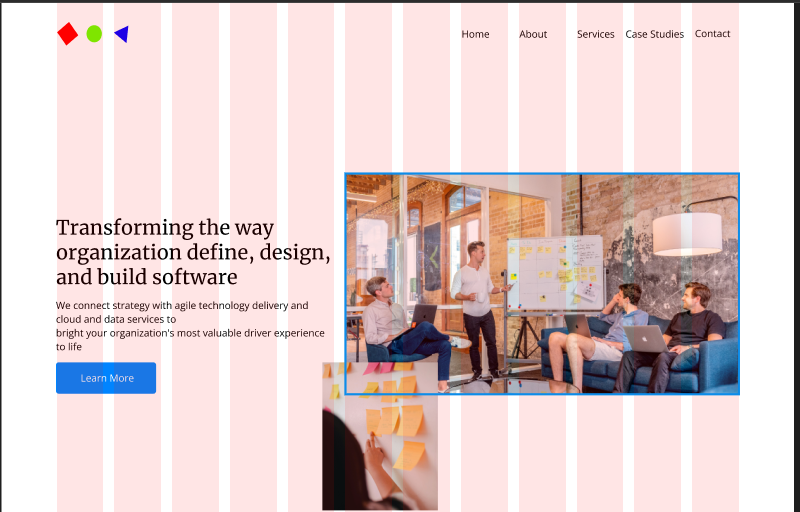 Home About Services Case Studies Contact
Transforming the way
organization define, design,
and build software
We connect strategy with agile technology delivery and
cloud and data services to
bright your organization's most valuable driver experience
to life
Learn More